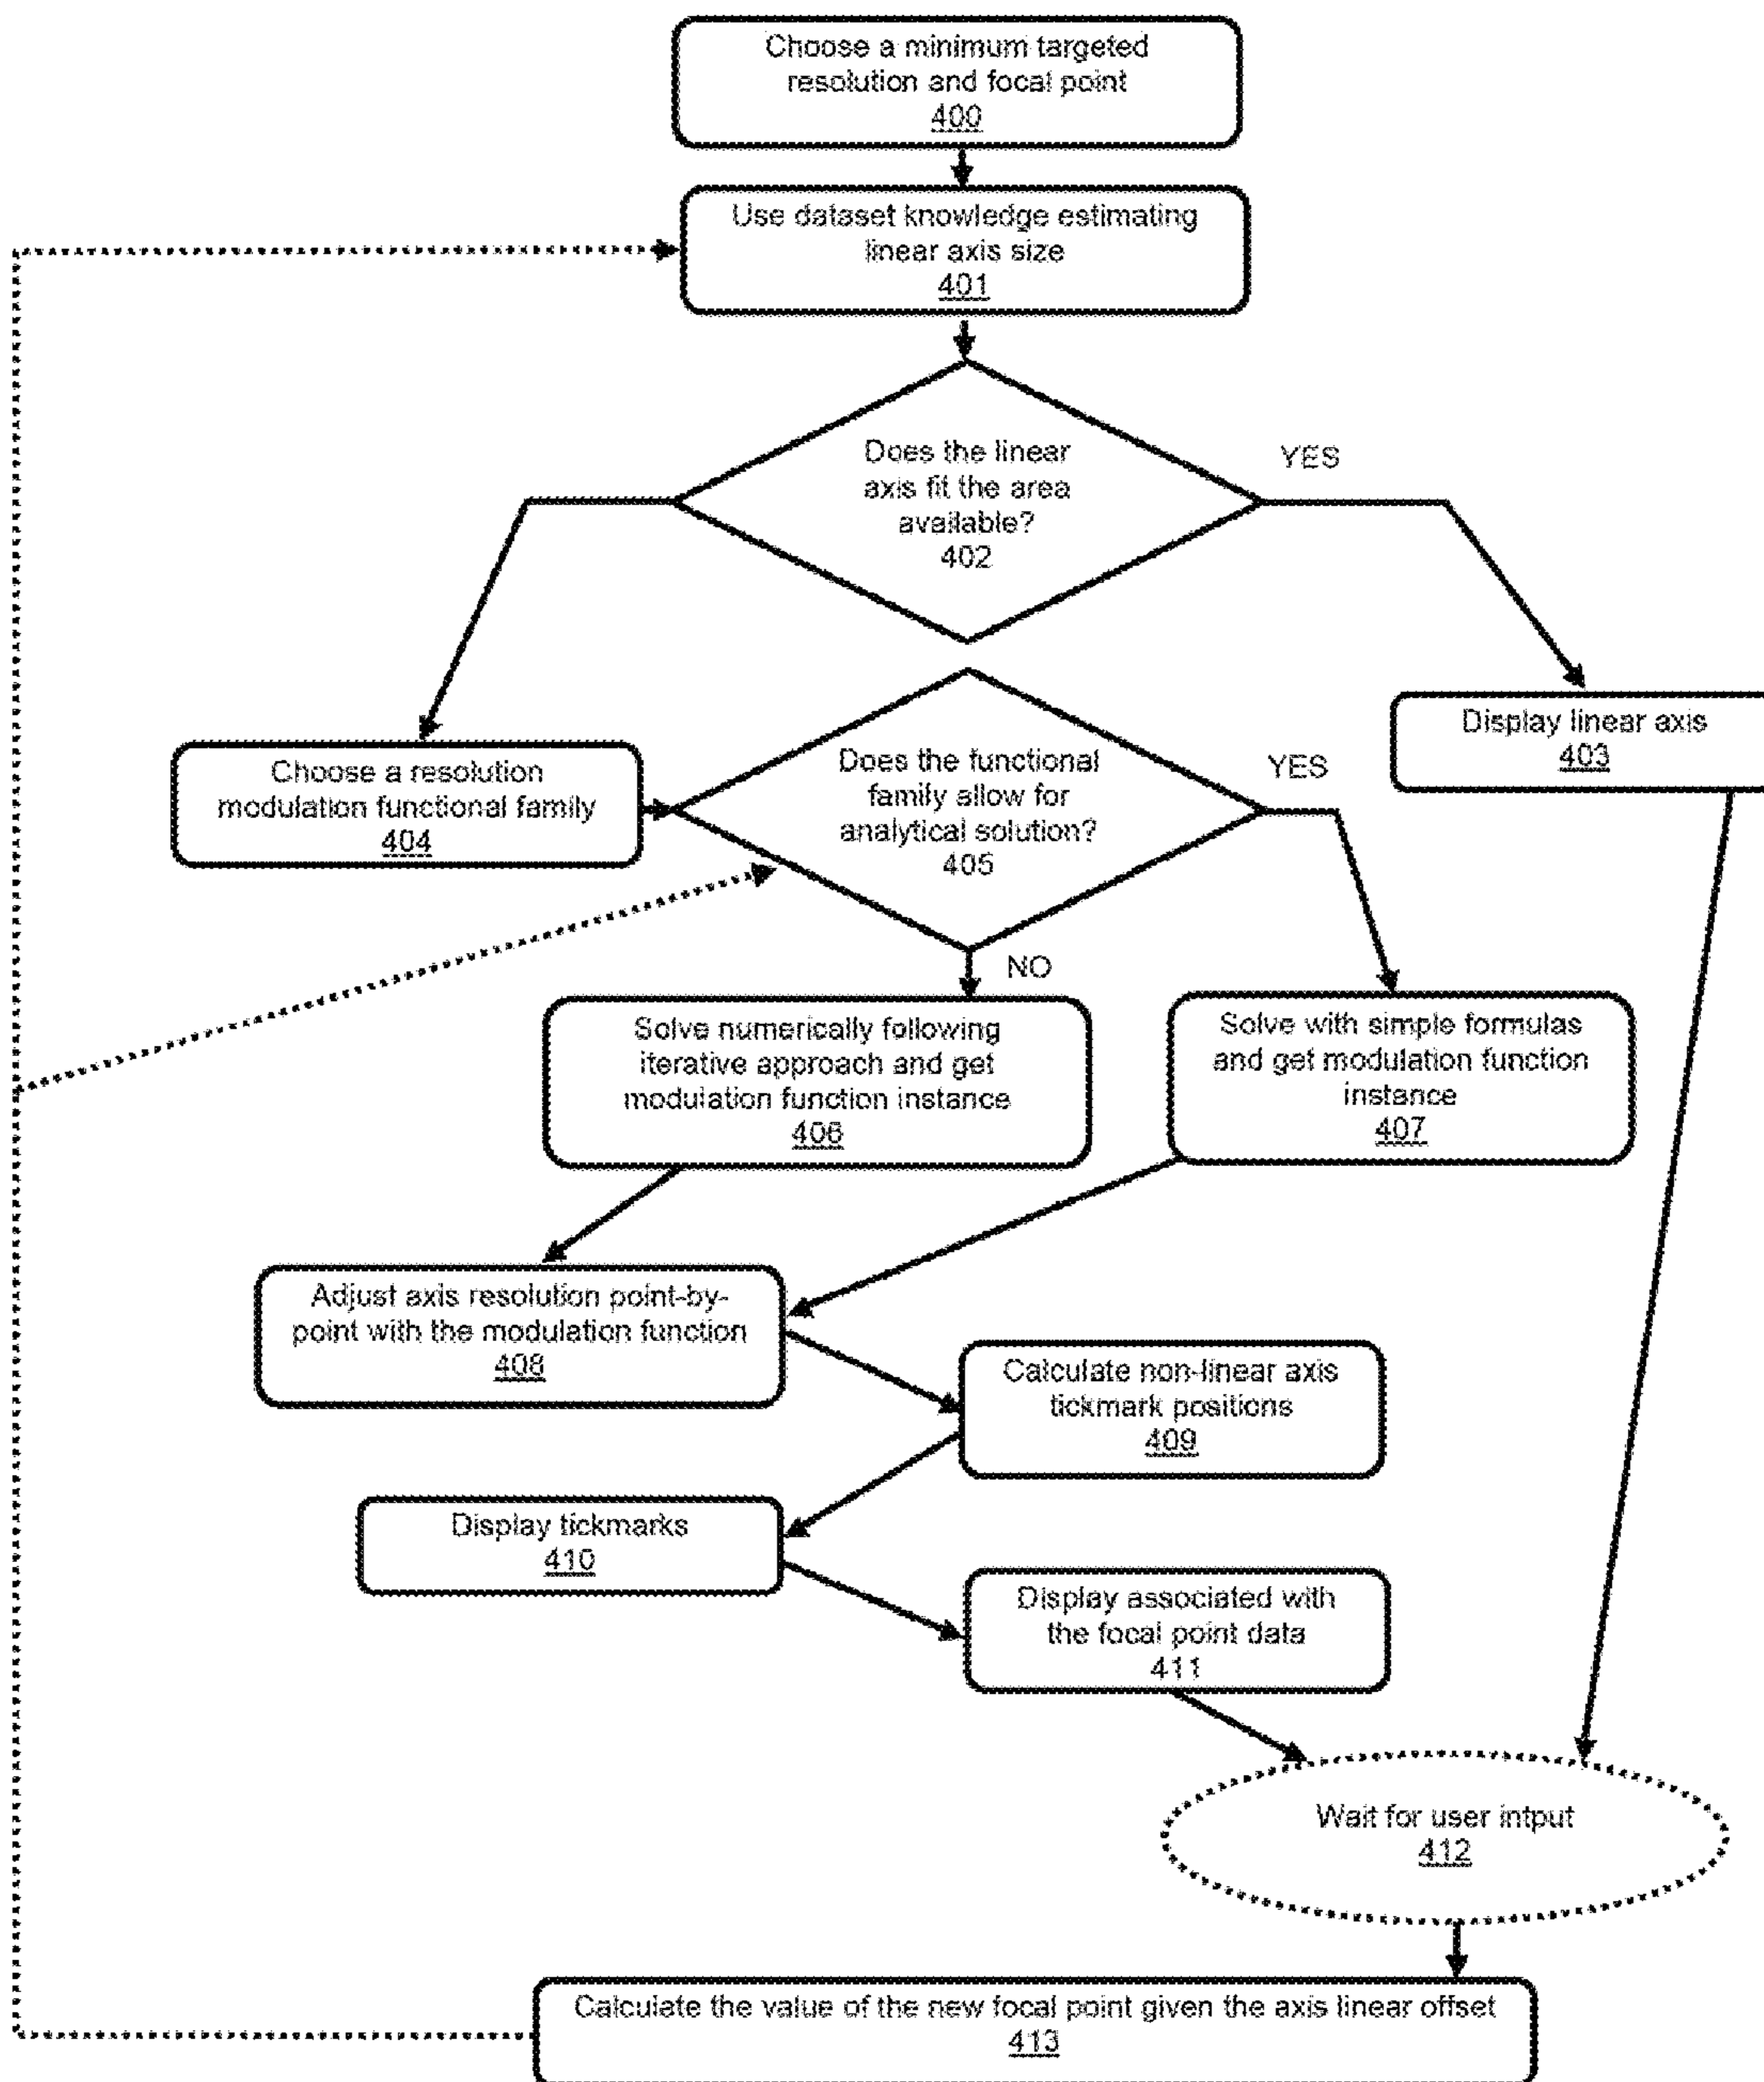 Choose a minimum targeted
resolution and focal point
400
Use dataset knowledge estimating
linear axis size
401
Does the linear
axis fit the area
available?
402
YES
Display linear axis
403
Choose a resolution
modulation functional family
404
Does the functional
family allow for
analytical solution?
405
YES
NO
Solve numerically following
iterative approach and get
modulation function instance
406
Solve with simple formulas
and get modulation function
instance
407
Adjust axis resolution point-by-
point with the modulation function
408
Calculate non-linear axis
tickmark positions
409
Display tickmarks
410
Display associated with
the focal point data
411
Wait for user intput
412
Calculate the value of the new focal point given the axis linear offset
413